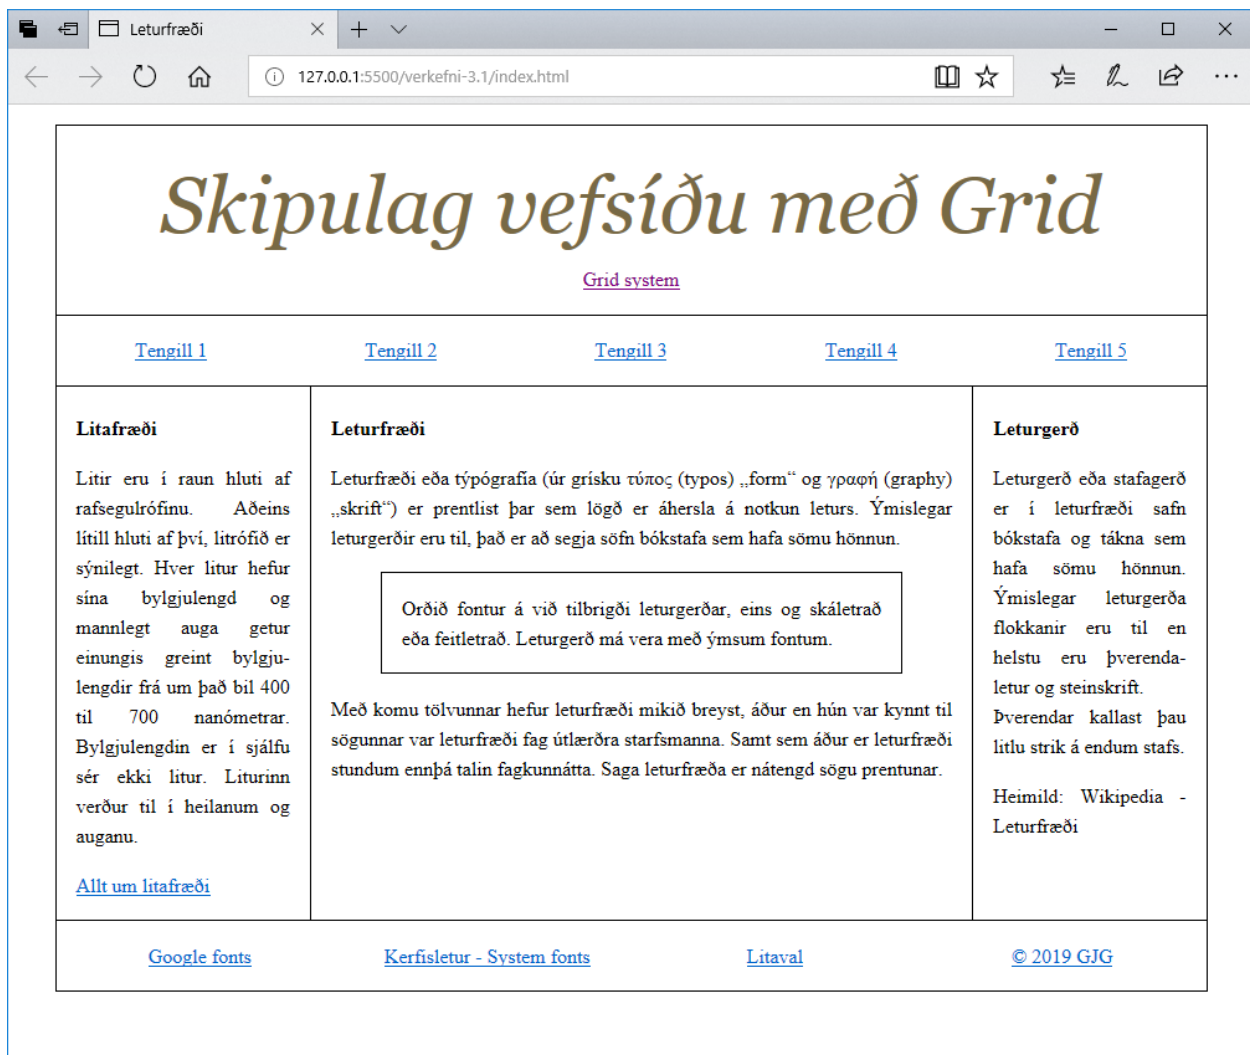 Leturfræði
127.0.0.1:5500/verkefni-3.1/index.html
Skipulag vefsíðu með Grid
Grid system
Tengill 1 Tengill 2 Tengill 3 Tengill 4 Tengill 5
Litafræði
Litir eru í raun hluti af
rafsegulrófinu. Aðeins
lítill hluti af því, litrófið er
sýnilegt. Hver litur hefur
sína bylgjulengd og
mannlegt auga getur
einungis greint bylgju-
lengdir frá um það bil 400
til 700 nanómetrar.
Bylgjulengdin er í sjálfu
sér ekki litur. Liturinn
verður til í heilanum og
auganu.
Allt um litafræði
Leturfræði
Leturfræði eða týpógrafía (úr grísku τύπος (typos) „form“ og γραφή (graphy)
„skrift“) er prentlist þar sem lögð er áhersla á notkun leturs. Ýmislegar
leturgerðir eru til, það er að segja söfn bókstafa sem hafa sömu hönnun.
Orðið fontur á við tilbrigði leturgerðar, eins og skáletrað
eða feitletrað. Leturgerð má vera með ýmsum fontum.
Með komu tölvunnar hefur leturfræði mikið breyst, áður en hún var kynnt til
sögunnar var leturfræði fag útlærðra starfsmanna. Samt sem áður er leturfræði
stundum ennþá talin fagkunnátta. Saga leturfræða er nátengd sögu prentunar.
Leturgerð
Leturgerð eða stafagerð
er í leturfræði safn
bókstafa og tákna sem
hafa sömu hönnun.
Ýmislegar leturgerða
flokkanir eru til en
helstu eru þverenda-
letur og steinskrift.
Þverendar kallast þau
litlu strik á endum stafs.
Heimild: Wikipedia -
Leturfræði
Google fonts Kerfisletur - System fonts Litaval © 2019 GJG